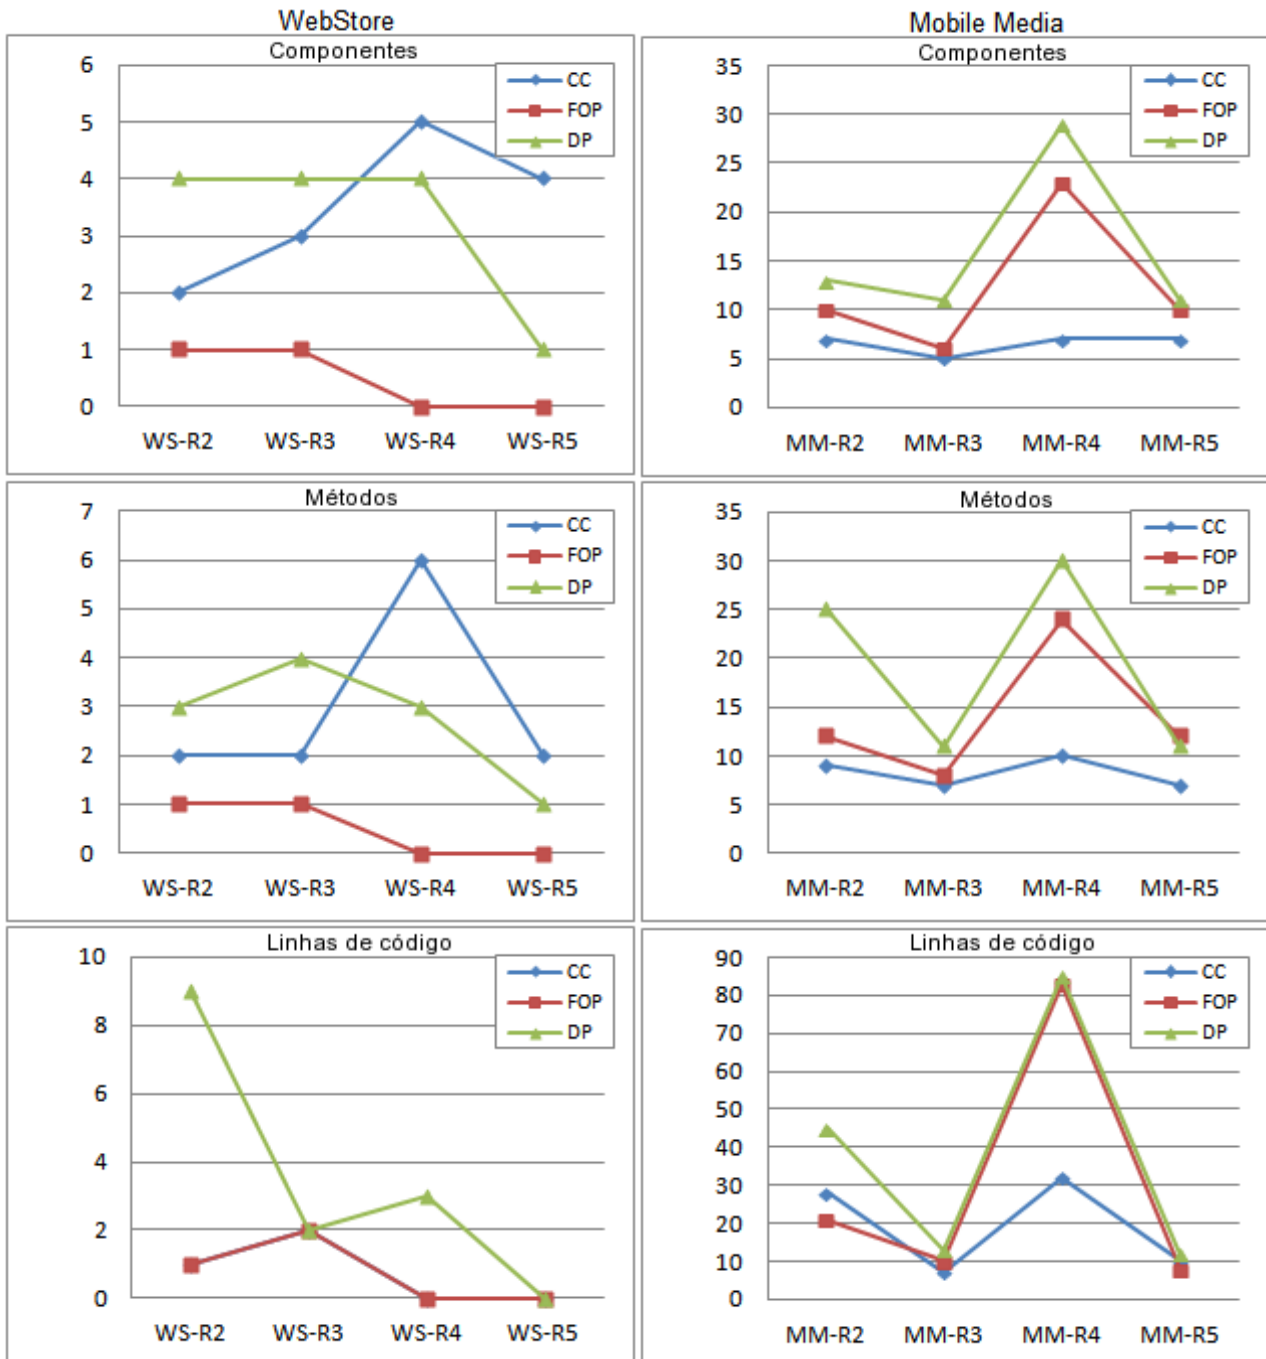 WebStore
Componentes
6
5
4
3
2
1
0
CC
FOP
DP
WS-R2 WS-R3 WS-R4 WS-R5
Mobile Media
Componentes
35
30
25
20
15
10
5
0
CC
FOP
DP
MM-R2 MM-R3 MM-R4 MM-R5
Métodos
7
6
5
4
3
2
1
0
CC
FOP
DP
WS-R2 WS-R3 WS-R4 WS-R5
Métodos
35
30
25
20
15
10
5
0
CC
FOP
DP
MM-R2 MM-R3 MM-R4 MM-R5
Linhas de código
10
8
6
4
2
0
CC
FOP
DP
WS-R2 WS-R3 WS-R4 WS-R5
Linhas de código
90
80
70
60
50
40
30
20
10
0
CC
FOP
DP
MM-R2 MM-R3 MM-R4 MM-R5